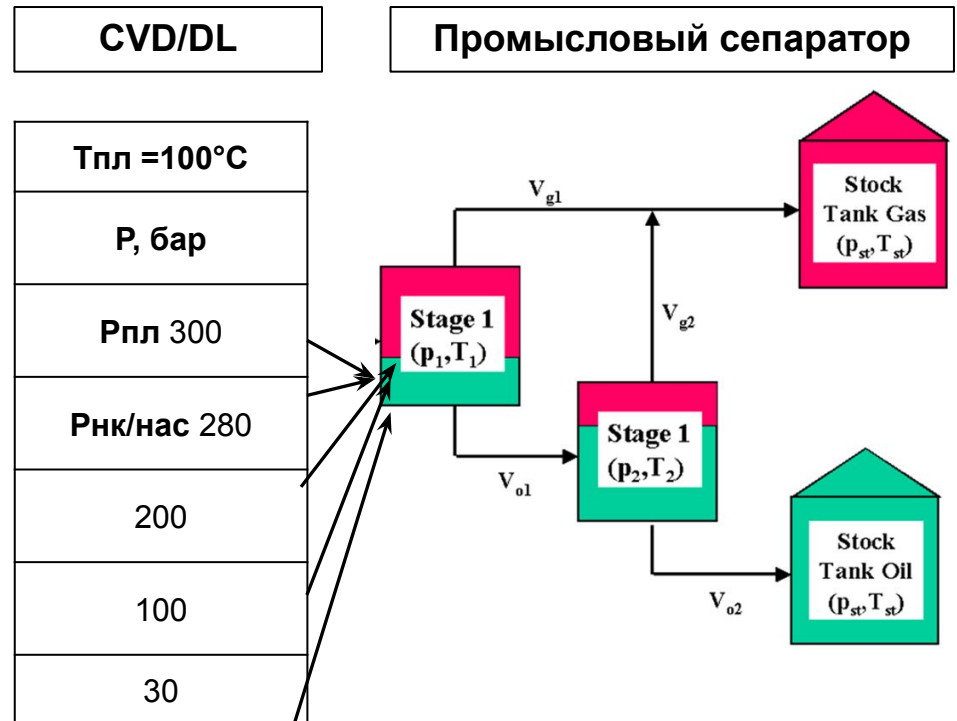 CVD/DL
Промысловый сепаратор
Тпл =100°C
Р, бар
Рпл 300
Рнк/нас 280
200
100
30
Vg1
Stock
Tank Gas
(pst,Tst)
Stage 1
(p1,T1)
Vg2
Stage 1
(p2,T2)
Vo1
Stock
Tank Oil
(pst,Tst)
Vo2